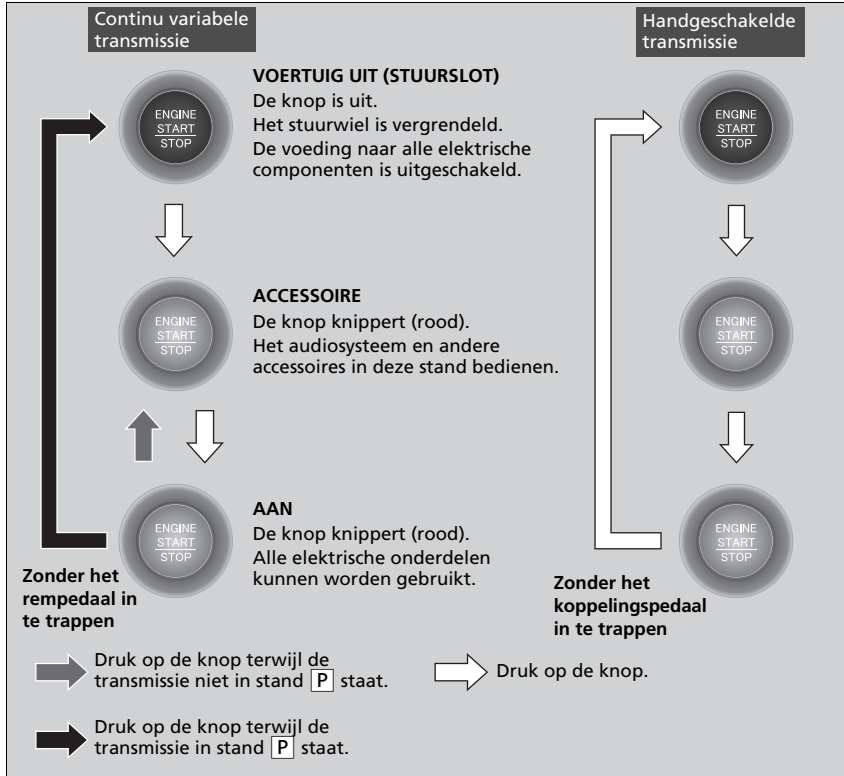 Continu variabele
transmissie
Handgeschakelde
transmissie
ENGINE
START
STOP
VOERTUIG UIT (STUURSLOT)
De knop is uit.
Het stuurwiel is vergrendeld.
De voeding naar alle elektrische
componenten is uitgeschakeld.
ENGINE
START
STOP
ENGINE
START
STOP
ACCESSOIRE
De knop knippert (rood).
Het audiosysteem en andere
accessoires in deze stand bedienen.
ENGINE
START
STOP
ENGINE
START
STOP
AAN
De knop knippert (rood).
Alle elektrische onderdelen
kunnen worden gebruikt.
ENGINE
START
STOP
Zonder het
rempedaal in
te trappen
Zonder het
koppelingspedaal
in te trappen
Druk op de knop terwijl de
transmissie niet in stand P staat.
Druk op de knop.
Druk op de knop terwijl de
transmissie in stand P staat.